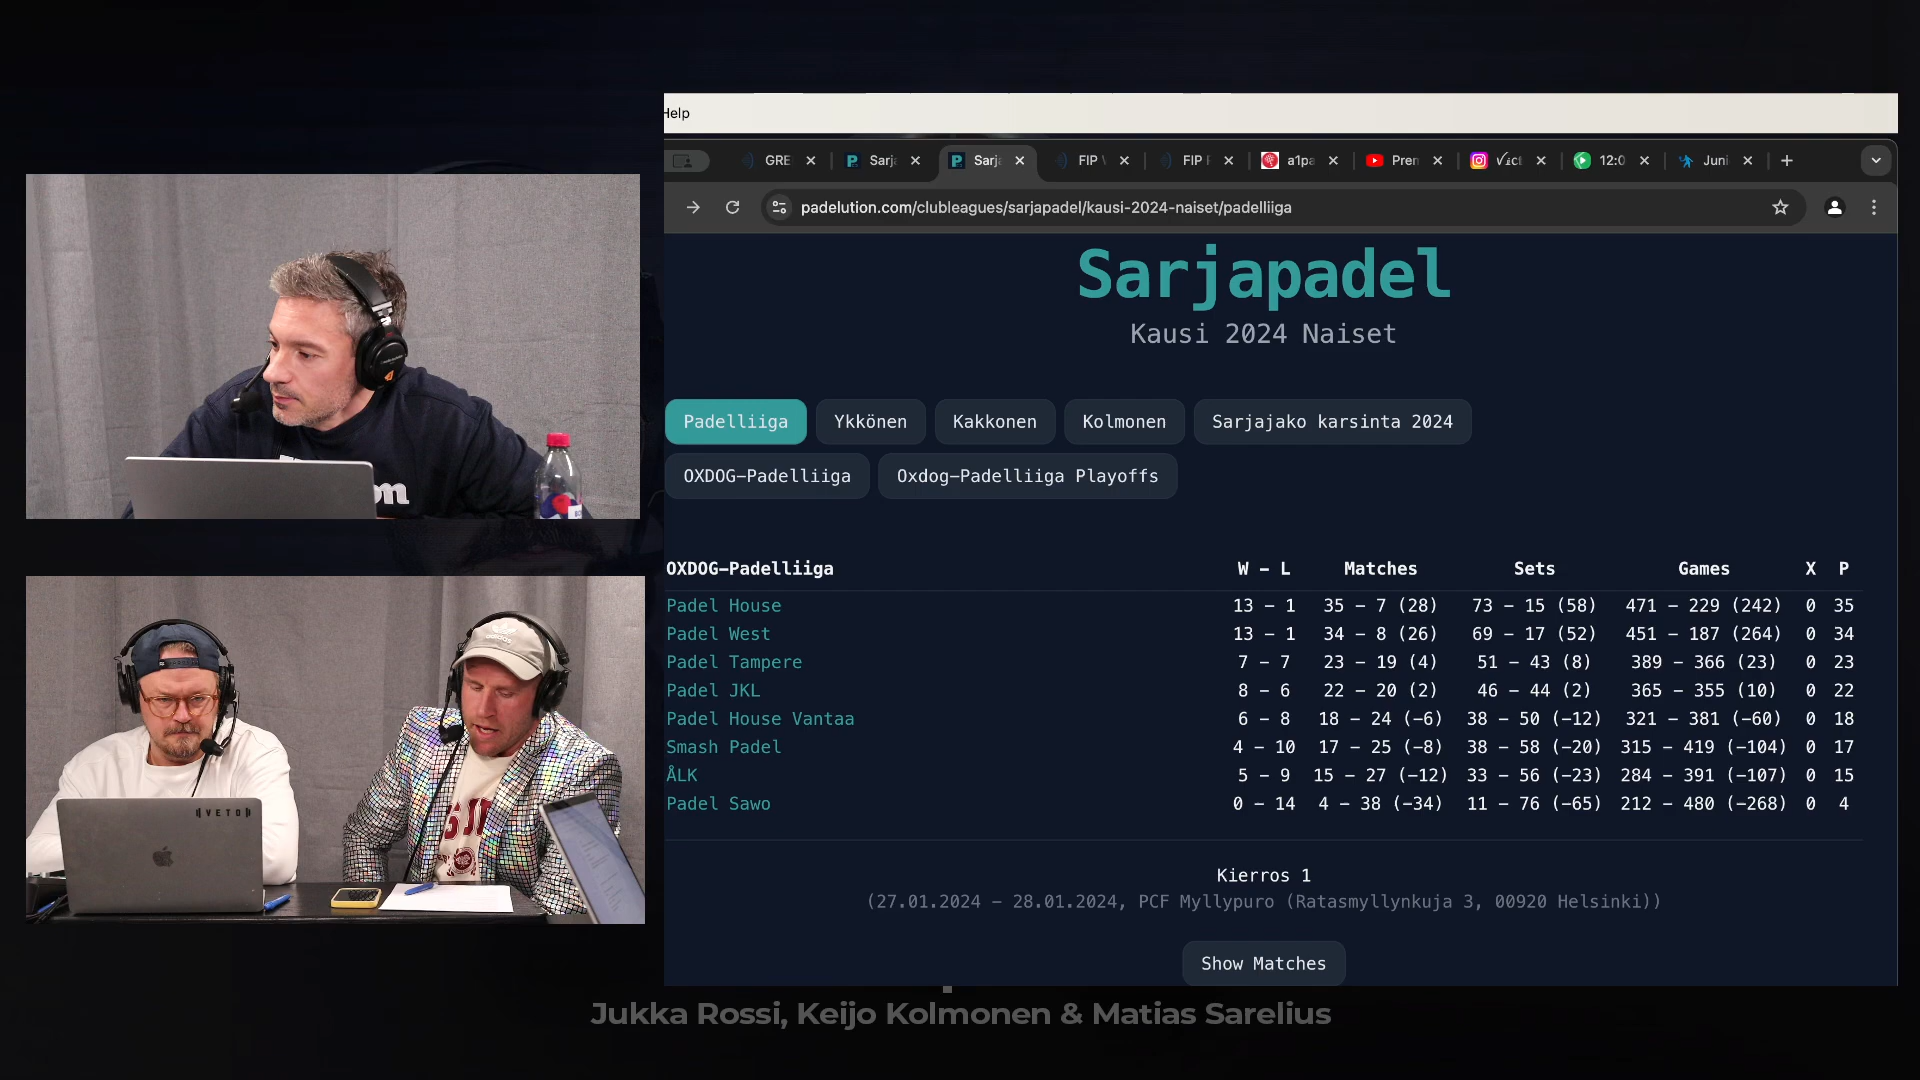 Help
GRE
Sarja
Sarja
FIP
FIP
a1pa
Prem
12:0
Juni
padelution.com/clubleagues/sarjapadel/kausi-2024-naiset/padelliiga
Sarjapadel
Kausi 2024 Naiset
Padelliiga Ykkönen Kakkonen Kolmonen Sarjajako karsinta 2024
OXDOG-Padelliiga Oxdog-Padelliiga Playoffs
OXDOG-Padelliiga W - L Matches Sets Games X P
Padel House 13 - 1 35 - 7 (28) 73 - 15 (58) 471 - 229 (242) 0 35
Padel West 13 - 1 34 - 8 (26) 69 - 17 (52) 451 - 187 (264) 0 34
Padel Tampere 7 - 7 23 - 19 (4) 51 - 43 (8) 389 - 366 (23) 0 23
Padel JKL 8 - 6 22 - 20 (2) 46 - 44 (2) 365 - 355 (10) 0 22
Padel House Vantaa 6 - 8 18 - 24 (-6) 38 - 50 (-12) 321 - 381 (-60) 0 18
Smash Padel 4 - 10 17 - 25 (-8) 38 - 58 (-20) 315 - 419 (-104) 0 17
ÅLK 5 - 9 15 - 27 (-12) 33 - 56 (-23) 284 - 391 (-107) 0 15
Padel Sawo 0 - 14 4 - 38 (-34) 11 - 76 (-65) 212 - 480 (-268) 0 4
Kierros 1
(27.01.2024 - 28.01.2024, PCF Myllypuro (Ratasmyllynkuja 3, 00920 Helsinki))
Show Matches
VETO
adidas
Jukka Rossi, Keijo Kolmonen & Matias Sarelius